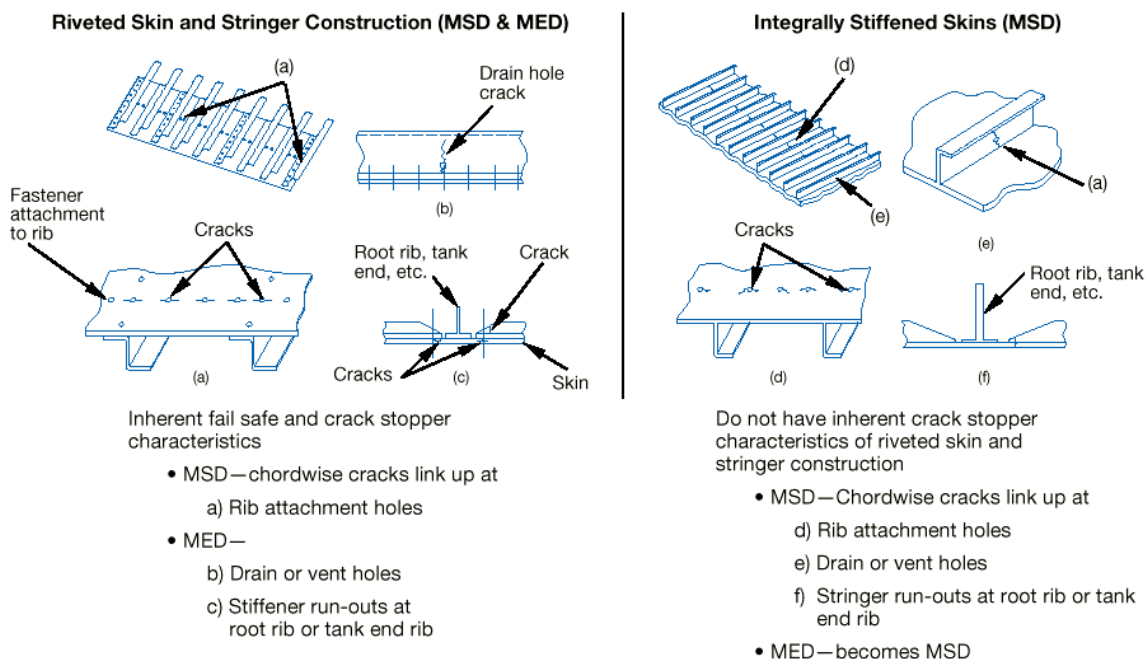 Riveted Skin and Stringer Construction (MSD & MED)
(a)
Drain hole
crack
(b)
Fastener
attachment
to rib
Cracks
(a)
Root rib, tank
end, etc.
Crack
Cracks
(c)
Skin
Inherent fail safe and crack stopper
characteristics
• MSD—chordwise cracks link up at
a) Rib attachment holes
• MED—
b) Drain or vent holes
c) Stiffener run-outs at
root rib or tank end rib
Integrally Stiffened Skins (MSD)
(d)
(e)
(a)
(e)
Cracks
(d)
Root rib, tank
end, etc.
(f)
Do not have inherent crack stopper
characteristics of riveted skin and
stringer construction
• MSD—Chordwise cracks link up at
d) Rib attachment holes
e) Drain or vent holes
f) Stringer run-outs at root rib or tank
end rib
• MED—becomes MSD